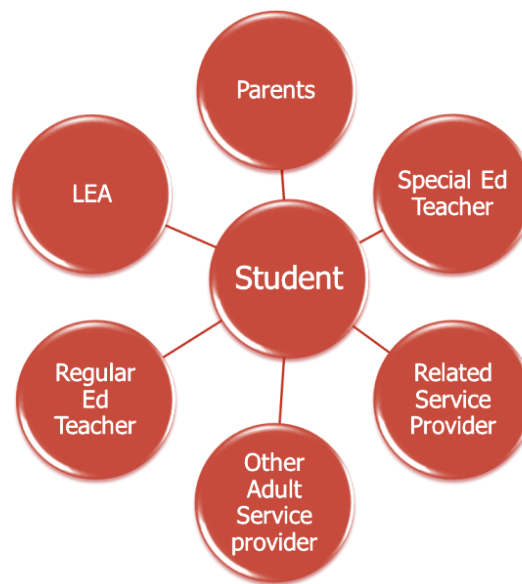 Parents
LEA
Special Ed
Teacher
Student
Regular
Ed
Teacher
Related
Service
Provider
Other
Adult
Service
provider